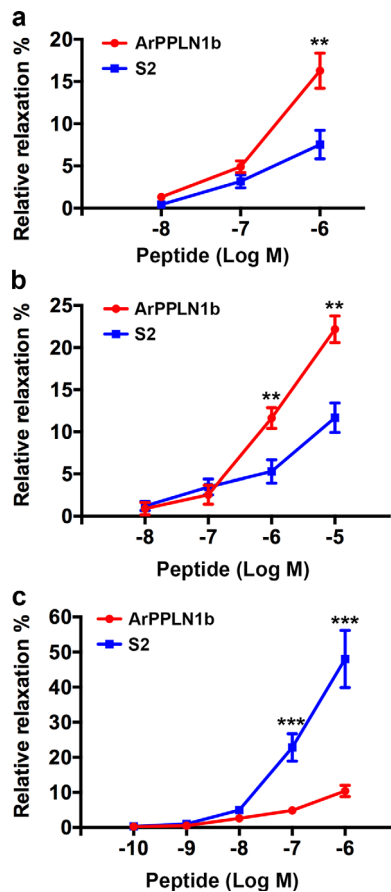 a
ArPPLN1b
S2
**
Relative relaxation %
20
15
10
5
0
-8 -7 -6
Peptide (Log M)
b
ArPPLN1b
S2
**
**
Relative relaxation %
25
20
15
10
5
0
-8 -7 -6 -5
Peptide (Log M)
c
ArPPLN1b
S2
***
***
Relative relaxation %
60
50
40
30
20
10
0
-10 -9 -8 -7 -6
Peptide (Log M)